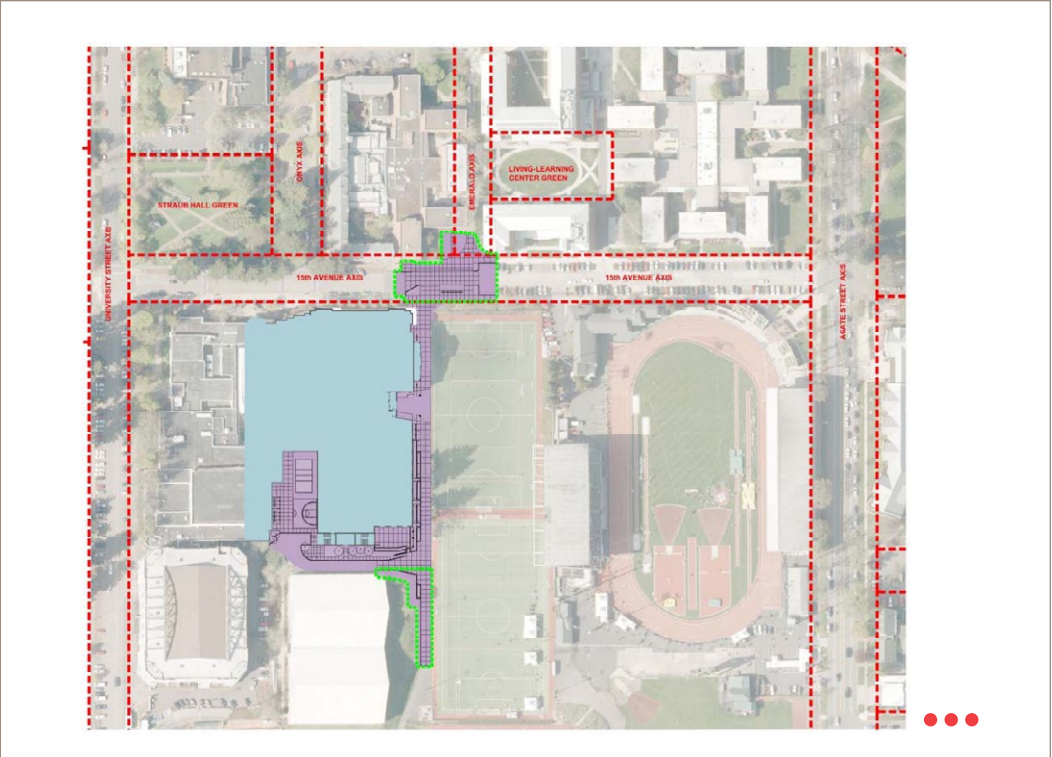 ONYX AXIS
EMERALD AXIS
LIVING-LEARNING
CENTER GREEN
STRAUB HALL GREEN
UNIVERSITY STREET AXIS
15th AVENUE AXIS
15th AVENUE AXIS
AGATE STREET AXIS